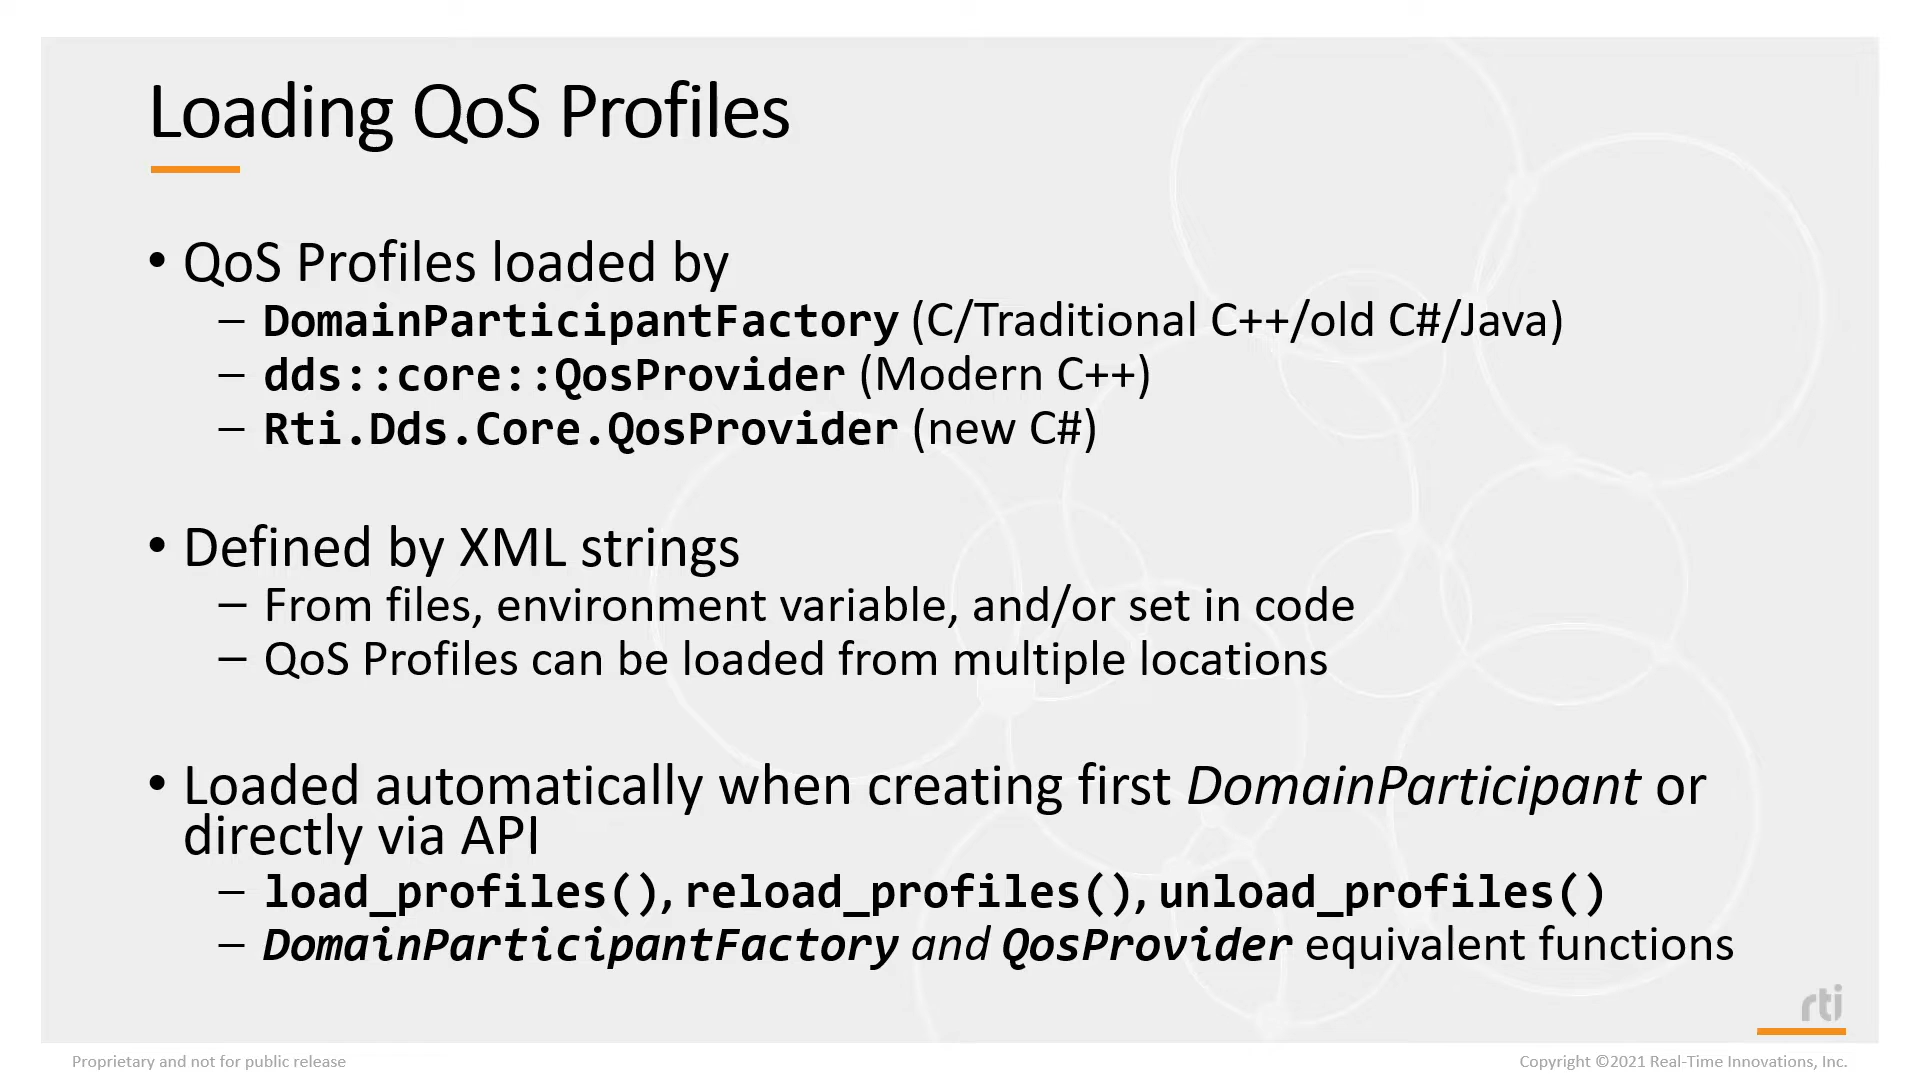 Loading QoS Profiles
• QoS Profiles loaded by
– DomainParticipantFactory (C/Traditional C++/old C#/Java)
– dds::core::QosProvider (Modern C++)
– Rti.Dds.Core.QosProvider (new C#)
• Defined by XML strings
– From files, environment variable, and/or set in code
– QoS Profiles can be loaded from multiple locations
• Loaded automatically when creating first DomainParticipant or
directly via API
– load_profiles(), reload_profiles(), unload_profiles()
– DomainParticipantFactory and QosProvider equivalent functions
rti
Proprietary and not for public release
Copyright ©2021 Real-Time Innovations, Inc.